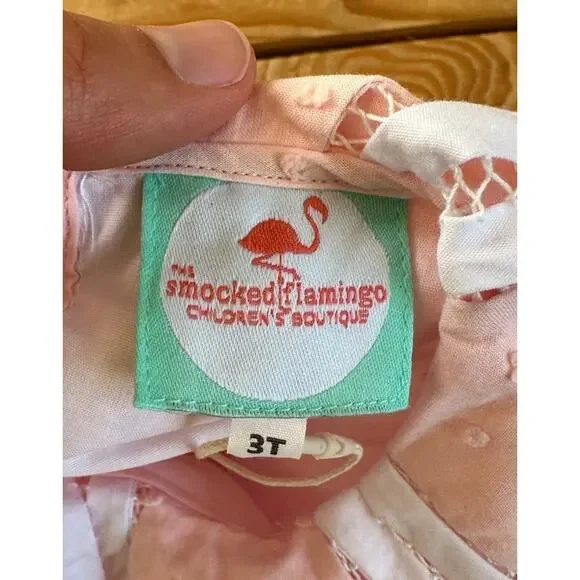 THE
smocked flamingo
CHILDREN'S BOUTIQUE
3T